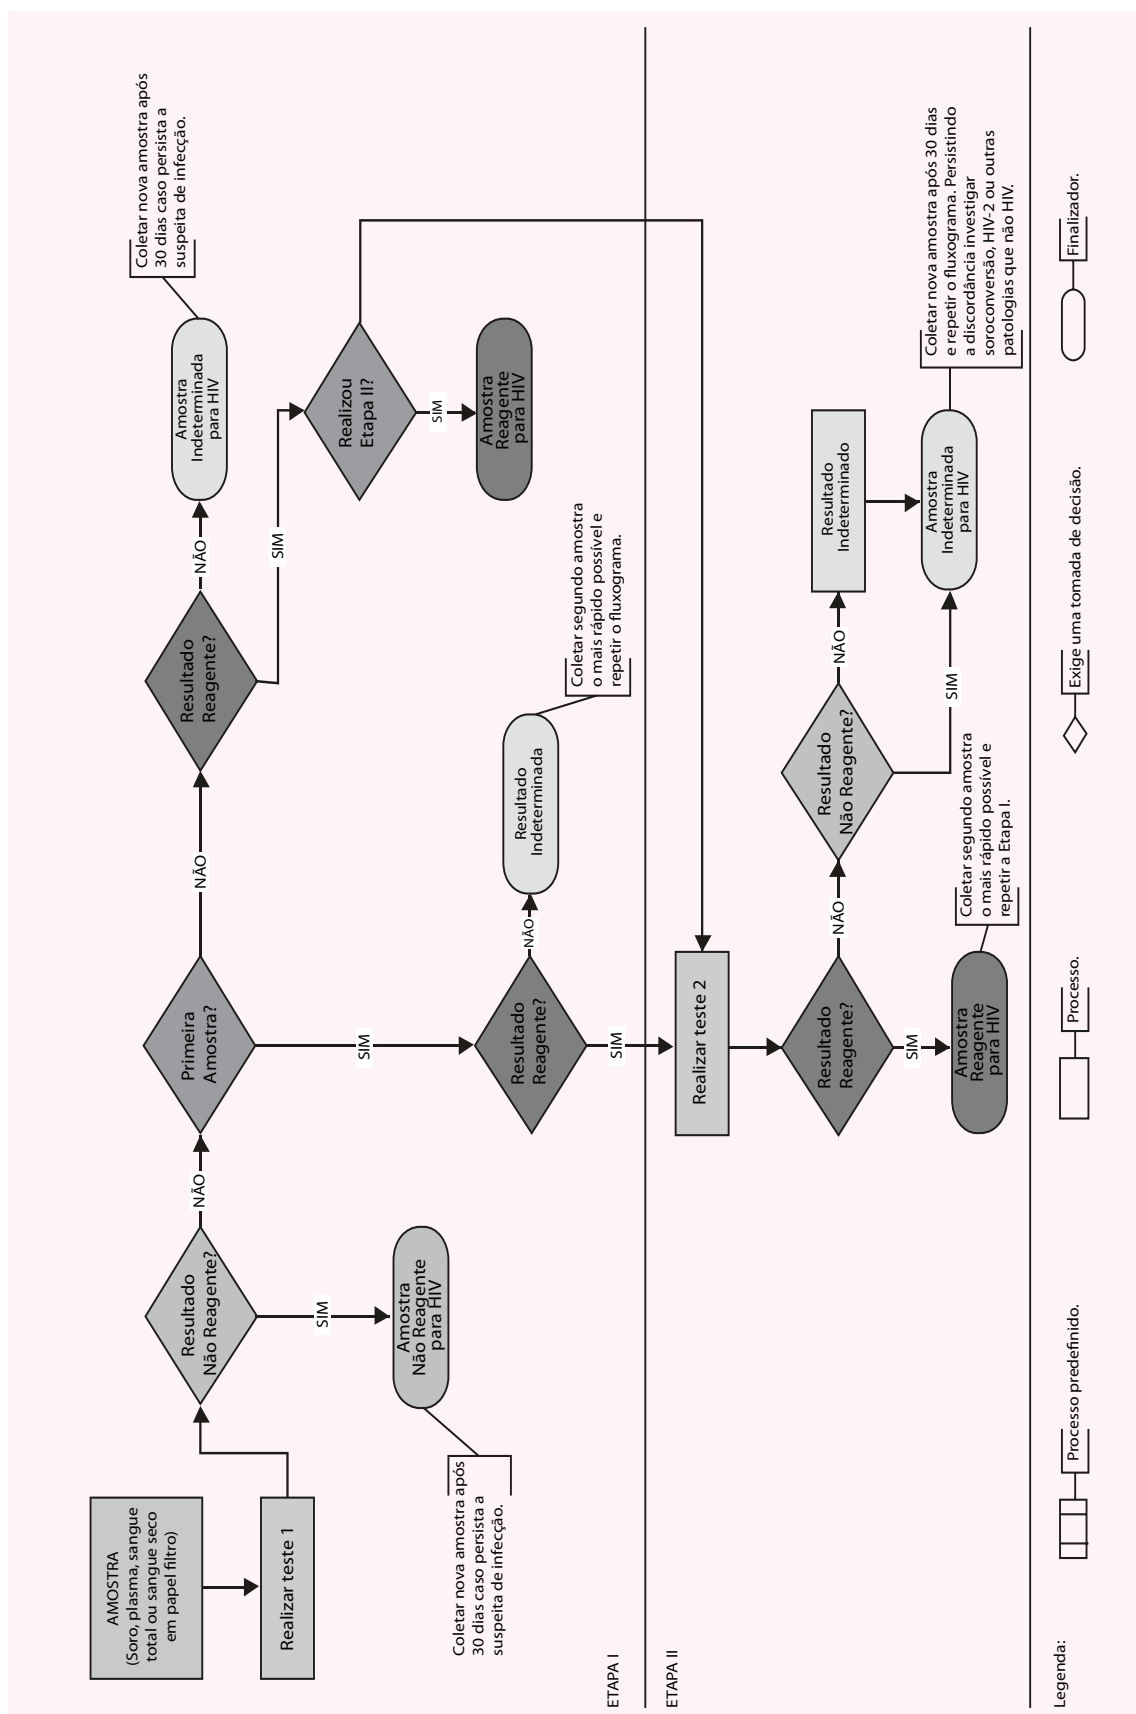 AMOSTRA
(Soro, plasma, sangue
total ou sangue seco
em papel filtro)
Realizar teste 1
Resultado
Não Reagente?
SIM
Amostra
Não Reagente
para HIV
Coletar nova amostra após
30 dias caso persista a
suspeita de infecção.
NÃO
Primeira
Amostra?
NÃO
Resultado
Reagente?
NÃO
Amostra
Indeterminada
para HIV
Coletar nova amostra após
30 dias caso persista a
suspeita de infecção.
SIM
Realizou
Etapa II?
SIM
Amostra
Reagente
para HIV
SIM
Resultado
Reagente?
NÃO
Resultado
Indeterminada
Coletar segundo amostra
o mais rápido possível e
repetir o fluxograma.
SIM
ETAPA I
ETAPA II
Realizar teste 2
Resultado
Reagente?
SIM
Amostra
Reagente
para HIV
Coletar segundo amostra
o mais rápido possível e
repetir a Etapa I.
NÃO
Resultado
Não Reagente?
NÃO
Resultado
Indeterminado
SIM
Amostra
Indeterminada
para HIV
Coletar nova amostra após 30 dias
e repetir o fluxograma. Persistindo
a discordância investigar
soroconversão, HIV-2 ou outras
patologias que não HIV.
Legenda:
Processo predefinido.
Processo.
Exige uma tomada de decisão.
Finalizador.